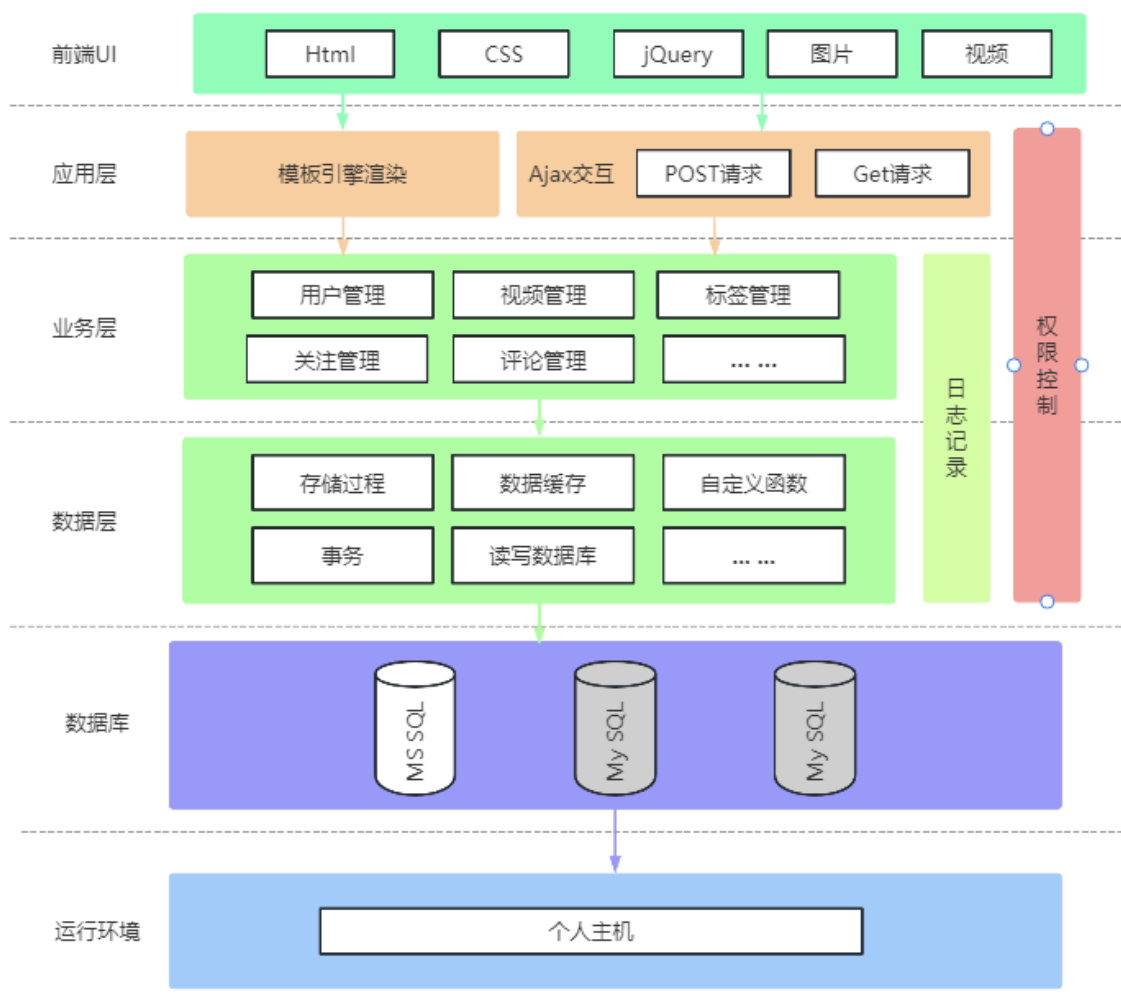 前端UI
Html
CSS
jQuery
图片
视频
应用层
模板引擎渲染
Ajax交互
POST请求
Get请求
业务层
用户管理
视频管理
标签管理
关注管理
评论管理
... ...
日志记录
权限控制
数据层
存储过程
数据缓存
自定义函数
事务
读写数据库
... ...
数据库
MS SQL
My SQL
My SQL
运行环境
个人主机